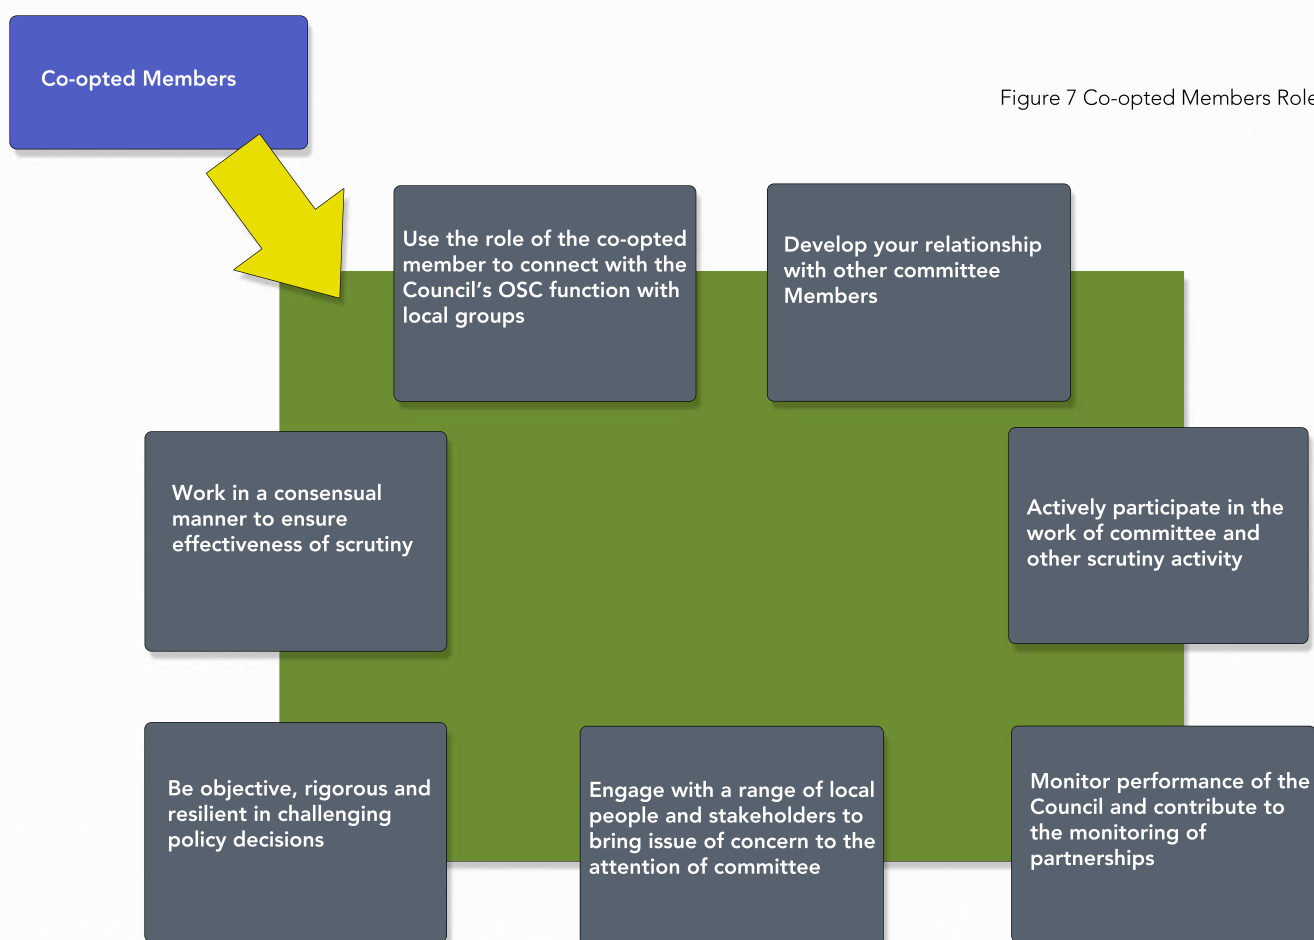 Co-opted Members
Figure 7 Co-opted Members Role
Use the role of the co-opted
member to connect with the
Council’s OSC function with
local groups
Develop your relationship
with other committee
Members
Work in a consensual
manner to ensure
effectiveness of scrutiny
Actively participate in the
work of committee and
other scrutiny activity
Be objective, rigorous and
resilient in challenging
policy decisions
Engage with a range of local
people and stakeholders to
bring issue of concern to the
attention of committee
Monitor performance of the
Council and contribute to
the monitoring of
partnerships